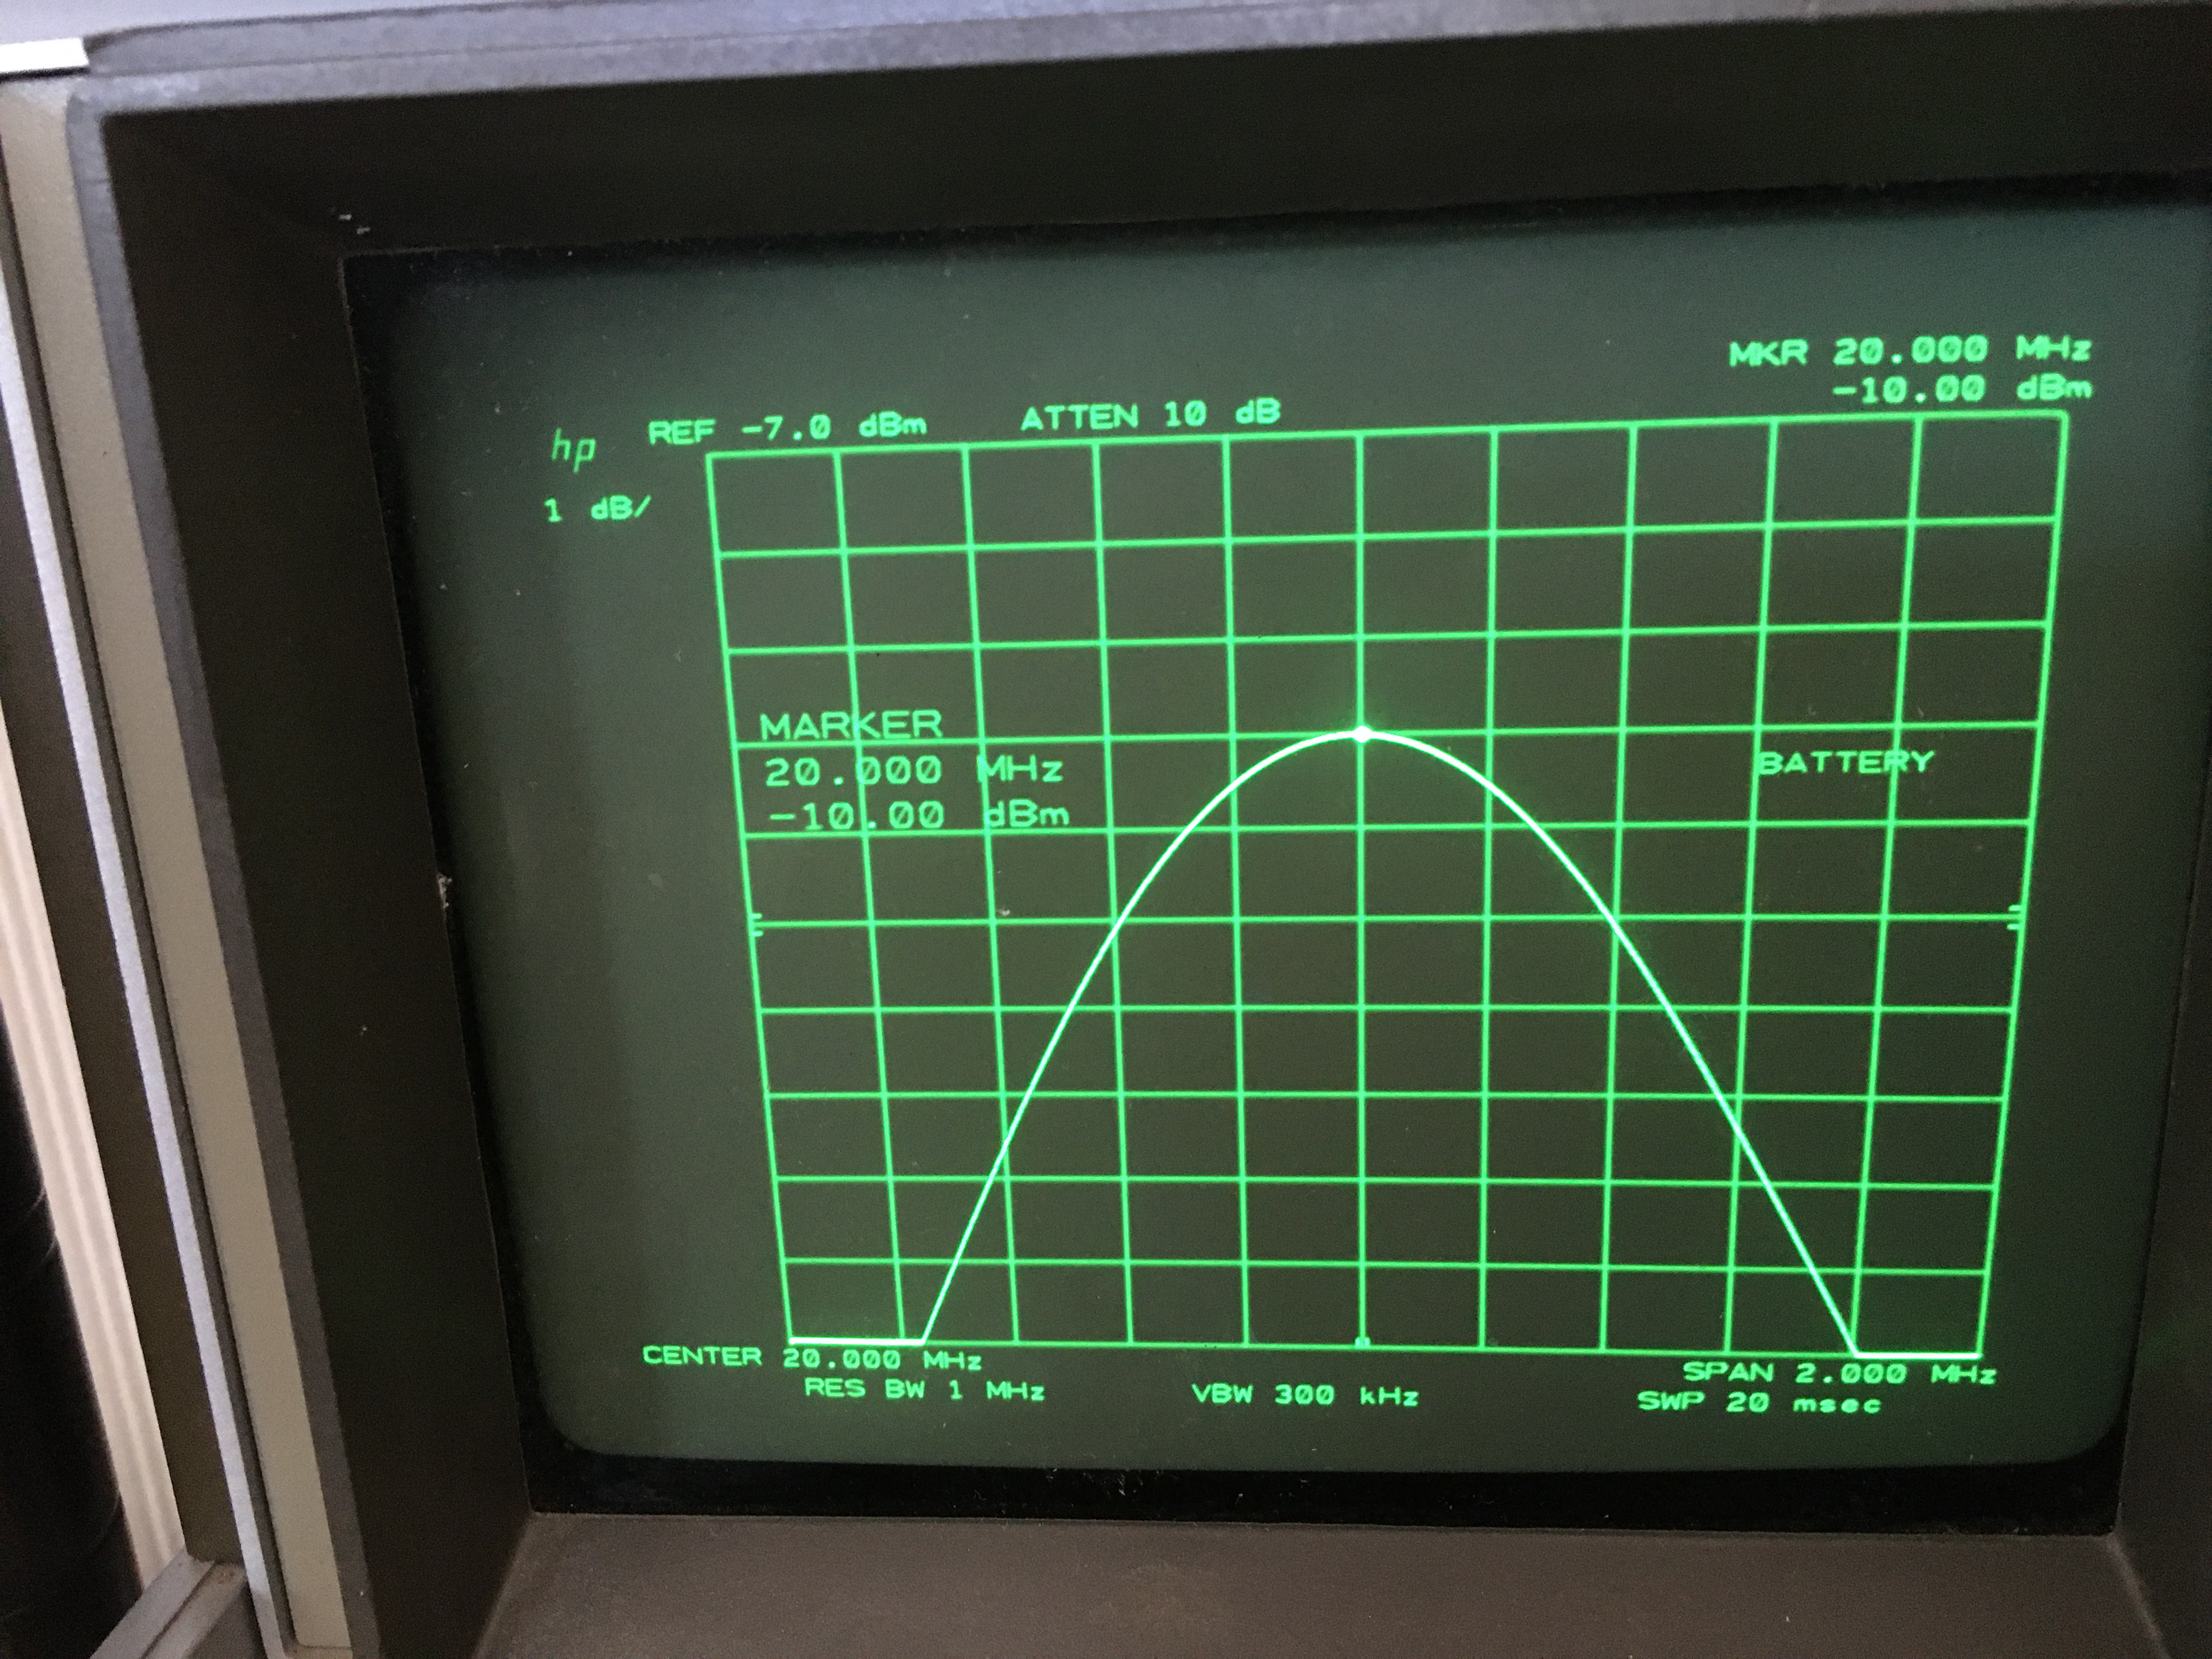 MKR 20.000 MHz
-10.00 dBm
hp REF -7.0 dBm ATTEN 10 dB
1 dB/
MARKER
20.000 MHz
-10.00 dBm
BATTERY
CENTER 20.000 MHz SPAN 2.000 MHz
RES BW 1 MHz VBW 300 kHz SWP 20 msec